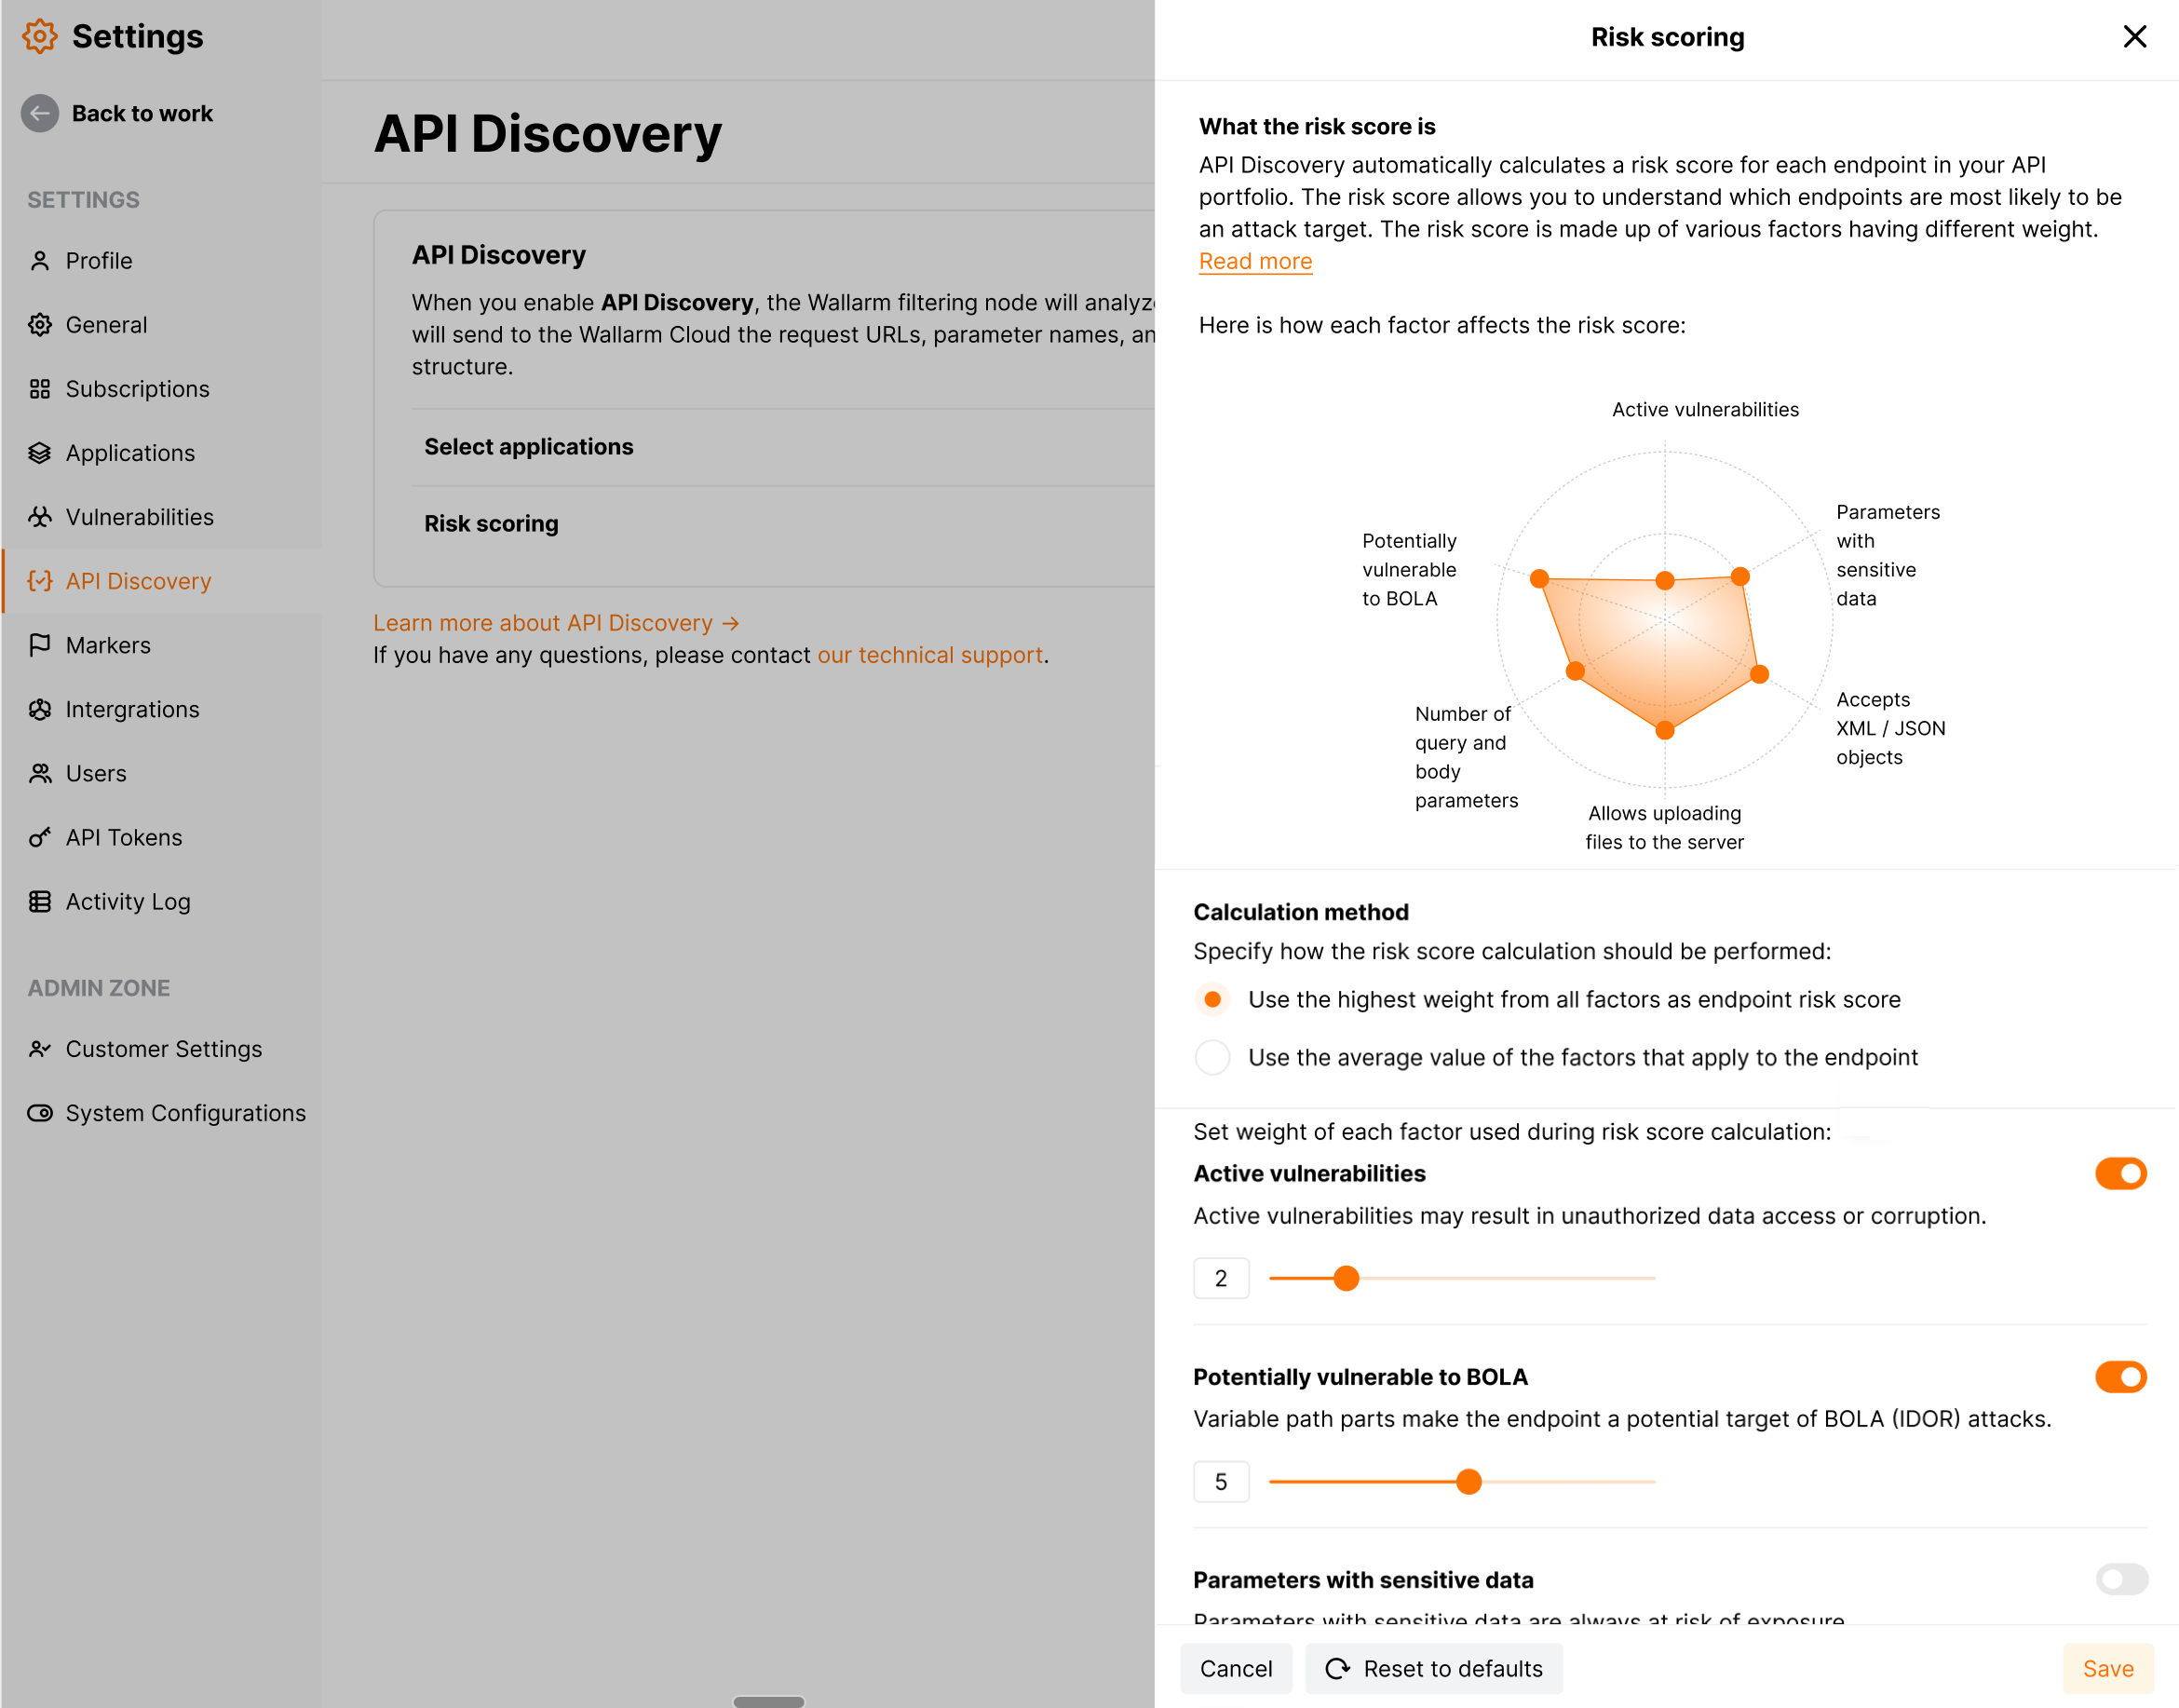 Settings
Back to work
SETTINGS
Profile
General
Subscriptions
Applications
Vulnerabilities
API Discovery
Markers
Intergrations
Users
API Tokens
Activity Log
ADMIN ZONE
Customer Settings
System Configurations
API Discovery
API Discovery
When you enable API Discovery, the Wallarm filtering node will analyz
will send to the Wallarm Cloud the request URLs, parameter names, an
structure.
Select applications
Risk scoring
Learn more about API Discovery →
If you have any questions, please contact our technical support.
Risk scoring
What the risk score is
API Discovery automatically calculates a risk score for each endpoint in your API
portfolio. The risk score allows you to understand which endpoints are most likely to be
an attack target. The risk score is made up of various factors having different weight.
Read more
Here is how each factor affects the risk score:
Active vulnerabilities
Parameters
with
sensitive
data
Potentially
vulnerable
to BOLA
Accepts
XML / JSON
objects
Number of
query and
body
parameters
Allows uploading
files to the server
Calculation method
Specify how the risk score calculation should be performed:
Use the highest weight from all factors as endpoint risk score
Use the average value of the factors that apply to the endpoint
Set weight of each factor used during risk score calculation:
Active vulnerabilities
Active vulnerabilities may result in unauthorized data access or corruption.
2
Potentially vulnerable to BOLA
Variable path parts make the endpoint a potential target of BOLA (IDOR) attacks.
5
Parameters with sensitive data
Parameters with sensitive data are always at risk of exposure
Cancel
Reset to defaults
Save